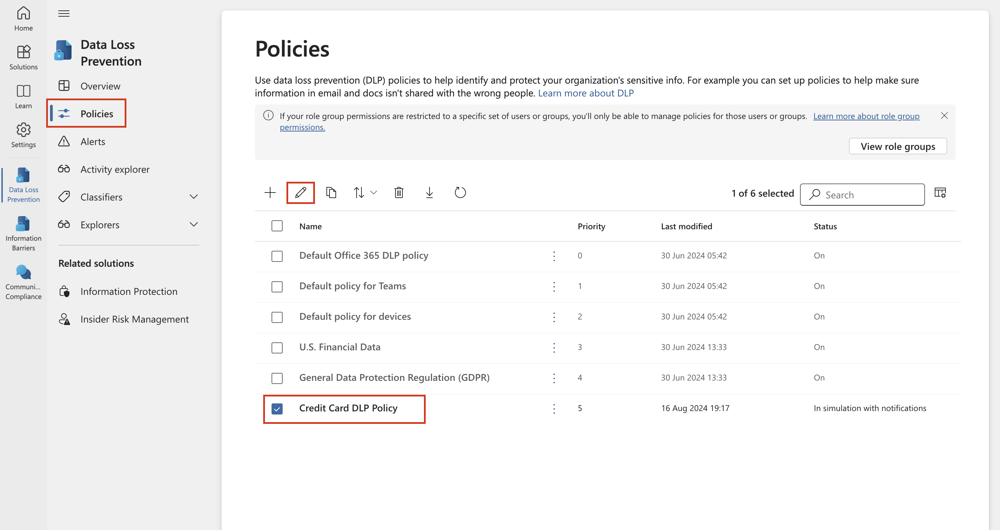 Home
Solutions
Learn
Settings
Data Loss
Prevention
Information
Barriers
Communi...
Compliance
Data Loss
Prevention
Overview
Policies
Alerts
Activity explorer
Classifiers
Explorers
Related solutions
Information Protection
Insider Risk Management
Policies
Use data loss prevention (DLP) policies to help identify and protect your organization's sensitive info. For example you can set up policies to help make sure
information in email and docs isn't shared with the wrong people. Learn more about DLP
If your role group permissions are restricted to a specific set of users or groups, you'll only be able to manage policies for those users or groups. Learn more about role group
permissions.
View role groups
1 of 6 selected Search
Name Priority Last modified Status
Default Office 365 DLP policy 0 30 Jun 2024 05:42 On
Default policy for Teams 1 30 Jun 2024 05:42 On
Default policy for devices 2 30 Jun 2024 05:42 On
U.S. Financial Data 3 30 Jun 2024 13:33 On
General Data Protection Regulation (GDPR) 4 30 Jun 2024 13:33 On
Credit Card DLP Policy 5 16 Aug 2024 19:17 In simulation with notifications